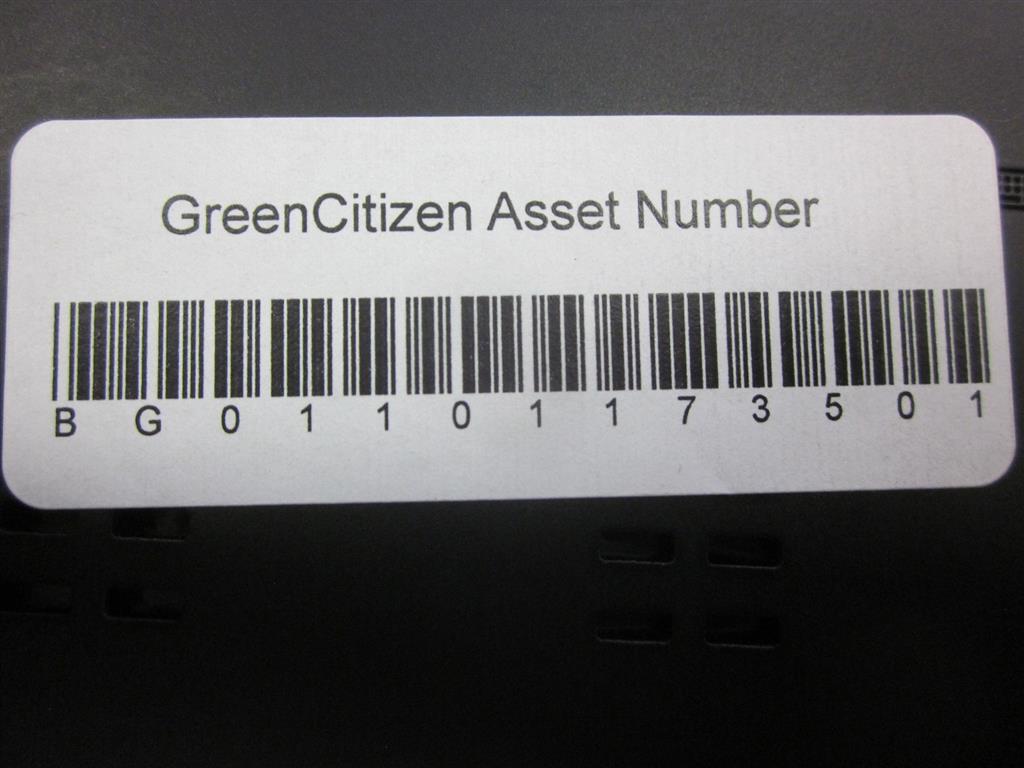 GreenCitizen Asset Number
B G 0 1 1 0 1 1 7 3 5 0 1